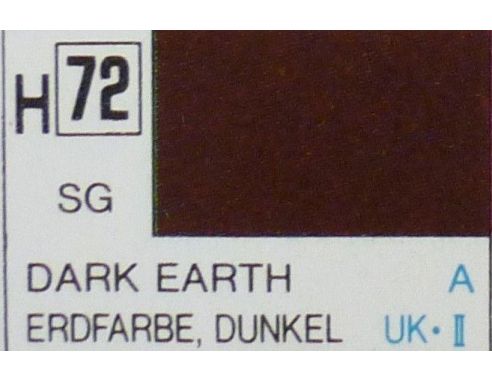 H 72
SG
DARK EARTH A
ERDFARBE, DUNKEL UK·II